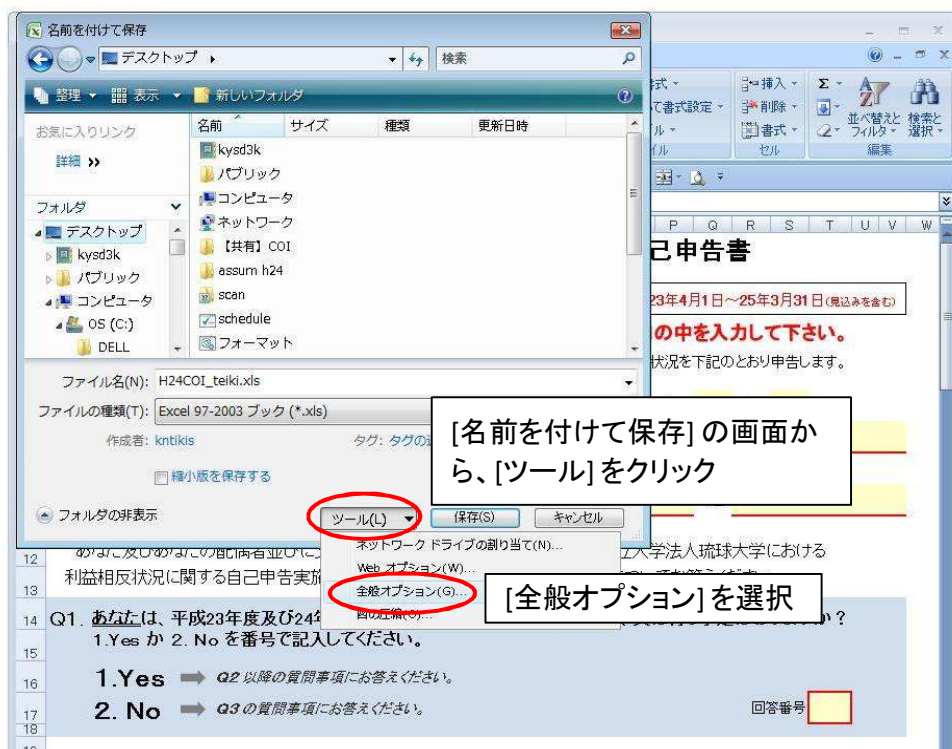 名前を付けて保存
デスクトップ
検索
整理 表示 新しいフォルダ
お気に入りリンク
詳細 >>
名前 サイズ 種類 更新日時
kysd3k
パブリック
コンピュータ
ネットワーク
【共有】COI
assum h24
scan
schedule
フォーマット
フォルダ
デスクトップ
kysd3k
パブリック
コンピュータ
OS (C:)
DELL
ファイル名(N): H24COI_teiki.xls
ファイルの種類(T): Excel 97-2003 ブック (*.xls)
作成者: kntikis
タグ: タグの
縮小版を保存する
フォルダの非表示
ツール(L) 保存(S) キャンセル
ネットワーク ドライブの割り当て(N)...
Web オプション(W)...
全般オプション(G)...
図の圧縮(O)...
[名前を付けて保存] の画面か
ら、[ツール] をクリック
[全般オプション] を選択
挿入
削除
書式
セル
Σ
並べ替えと
フィルタ
検索と
選択
編集
て書式設定
P Q R S T U V W
己申告書
23年4月1日~25年3月31日(見込みを含む)
の中を入力して下さい。
状況を下記のとおり申告します。
12
立大学法人琉球大学における
13 利益相反状況に関する自己申告実施
14 Q1. あなたは、平成23年度及び24年
か?
15 1.Yes か 2. No を番号で記入してください。
16 1.Yes ➡ Q2 以降の質問事項にお答えください。
17 2. No ➡ Q3 の質問事項にお答えください。
回答番号
18